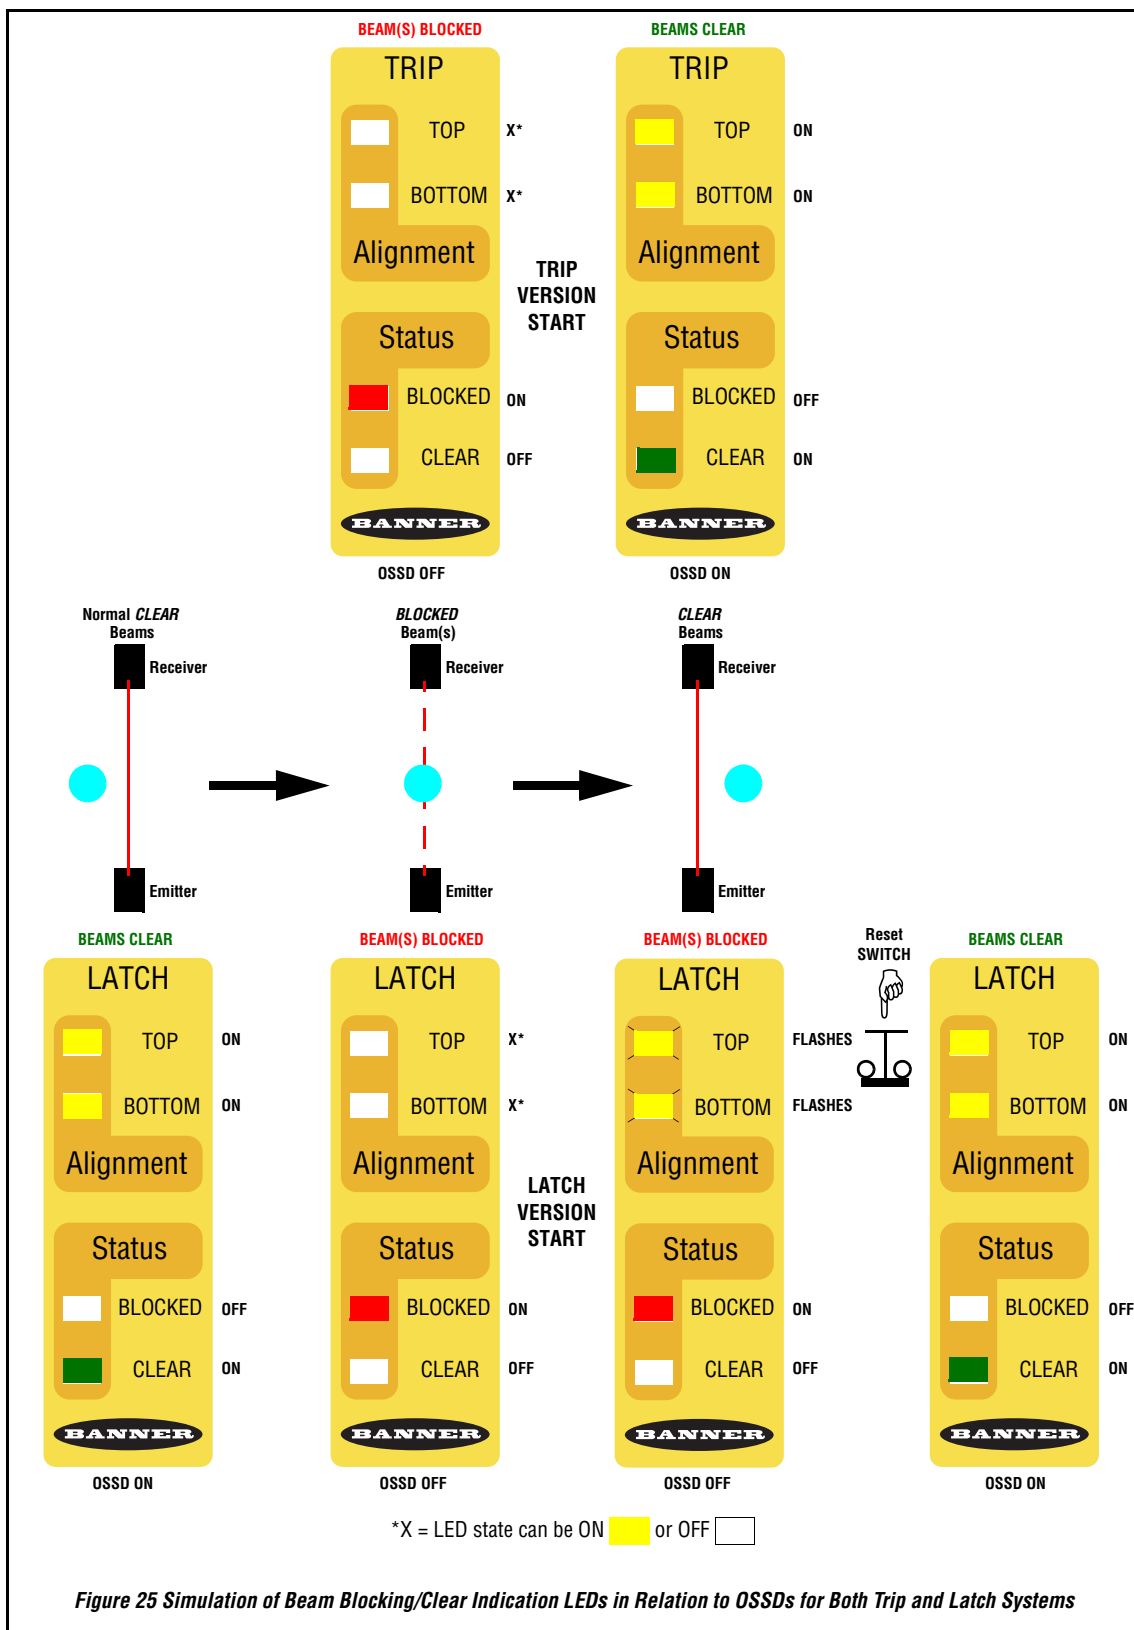 BEAM(S) BLOCKED
TRIP
TOP X*
BOTTOM X*
Alignment
Status
BLOCKED ON
CLEAR OFF
BANNER
OSSD OFF
TRIP
VERSION
START
BEAMS CLEAR
TRIP
TOP ON
BOTTOM ON
Alignment
Status
BLOCKED OFF
CLEAR ON
BANNER
OSSD ON
Normal CLEAR
Beams
Receiver
Emitter
BLOCKED
Beam(s)
Receiver
Emitter
CLEAR
Beams
Receiver
Emitter
BEAMS CLEAR
LATCH
TOP ON
BOTTOM ON
Alignment
Status
BLOCKED OFF
CLEAR ON
BANNER
OSSD ON
BEAM(S) BLOCKED
LATCH
TOP X*
BOTTOM X*
Alignment
Status
BLOCKED ON
CLEAR OFF
BANNER
OSSD OFF
LATCH
VERSION
START
BEAM(S) BLOCKED
LATCH
TOP FLASHES
BOTTOM FLASHES
Alignment
Status
BLOCKED ON
CLEAR OFF
BANNER
OSSD OFF
Reset
SWITCH
BEAMS CLEAR
LATCH
TOP ON
BOTTOM ON
Alignment
Status
BLOCKED OFF
CLEAR ON
BANNER
OSSD ON
*X = LED state can be ON or OFF
Figure 25 Simulation of Beam Blocking/Clear Indication LEDs in Relation to OSSDs for Both Trip and Latch Systems